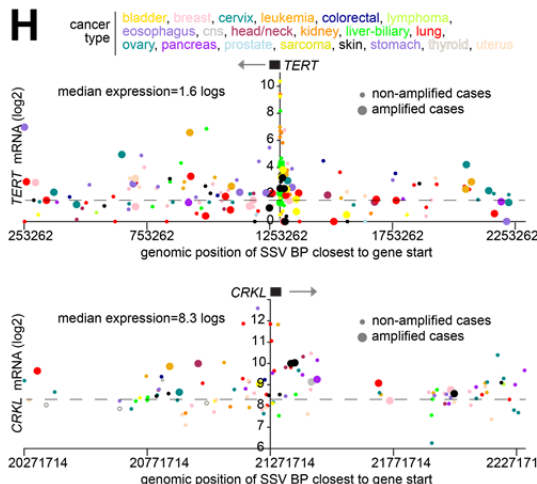 H
cancer type
bladder, breast, cervix, leukemia, colorectal, lymphoma,
eosophagus, cns, head/neck, kidney, liver-biliary, lung,
ovary, pancreas, prostate, sarcoma, skin, stomach, thyroid, uterus
TERT
median expression=1.6 logs
non-amplified cases
amplified cases
TERT mRNA (log2)
10
8
6
4
2
0
253262 753262 1253262 1753262 2253262
genomic position of SSV BP closest to gene start
CRKL
median expression=8.3 logs
non-amplified cases
amplified cases
CRKL mRNA (log2)
13
12
11
10
9
8
7
6
20271714 20771714 21271714 21771714 22271714
genomic position of SSV BP closest to gene start